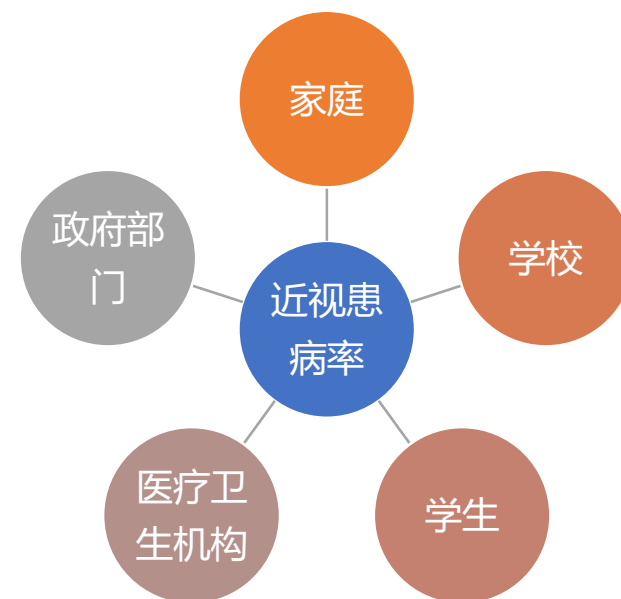 家庭
政府部
门
学校
近视患
病率
医疗卫
生机构
学生